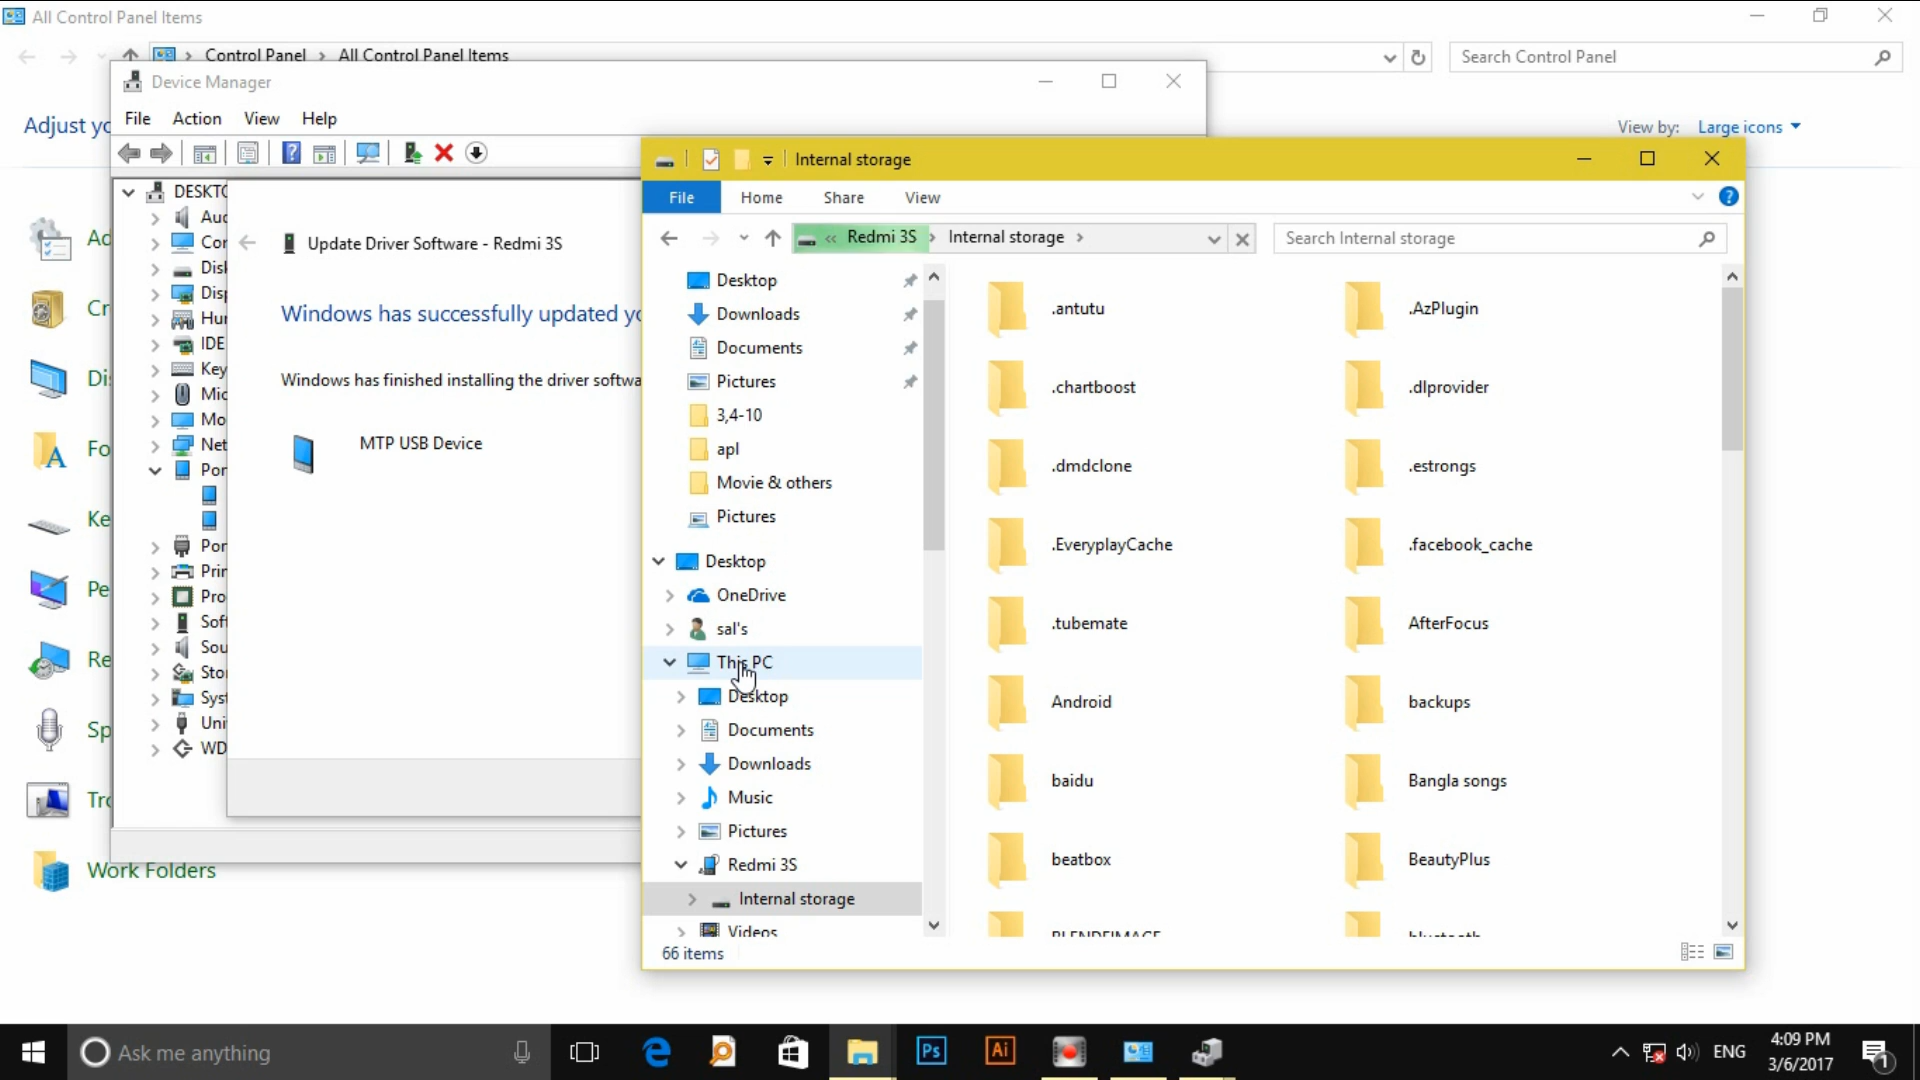 All Control Panel Items
Control Panel
All Control Panel Items
Search Control Panel
Adjust yo
View by:
Large icons
Ad
Cr
Di
Fo
Ke
Pe
Re
Sp
Tro
Work Folders
Device Manager
File
Action
View
Help
DESKTO
Aud
Con
Disk
Disp
Hum
IDE
Key
Mic
Mo
Net
Por
Por
Prin
Pro
Soft
Sou
Stor
Syst
Uni
WD
Update Driver Software - Redmi 3S
Windows has successfully updated yo
Windows has finished installing the driver softwa
MTP USB Device
Internal storage
File
Home
Share
View
Redmi 3S
Internal storage
Search Internal storage
Desktop
Downloads
Documents
Pictures
3,4-10
apl
Movie & others
Pictures
Desktop
OneDrive
sal's
This PC
Desktop
Documents
Downloads
Music
Pictures
Redmi 3S
Internal storage
Videos
.antutu
.AzPlugin
.chartboost
.dlprovider
.dmdclone
.estrongs
.EveryplayCache
.facebook_cache
.tubemate
AfterFocus
Android
backups
baidu
Bangla songs
beatbox
BeautyPlus
BLENDEIMAGE
bluetooth
66 items
Ask me anything
Ps
Ai
ENG
4:09 PM
3/6/2017
1